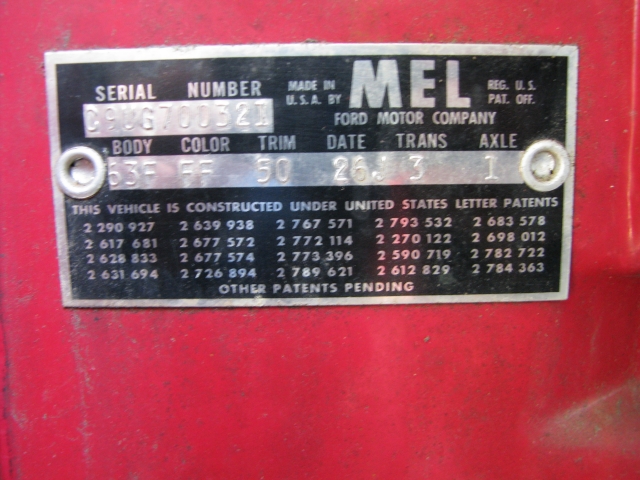 SERIAL NUMBER MADE IN U.S.A. BY MEL REG. U.S. PAT. OFF.
C9UG700321 FORD MOTOR COMPANY
BODY COLOR TRIM DATE TRANS AXLE
63F FF 50 26J 3 1
THIS VEHICLE IS CONSTRUCTED UNDER UNITED STATES LETTER PATENTS
2 290 927 2 639 938 2 767 571 2 793 532 2 683 578
2 617 681 2 677 572 2 772 114 2 270 122 2 698 012
2 628 833 2 677 574 2 773 396 2 590 719 2 782 722
2 631 694 2 726 894 2 789 621 2 612 829 2 784 363
OTHER PATENTS PENDING